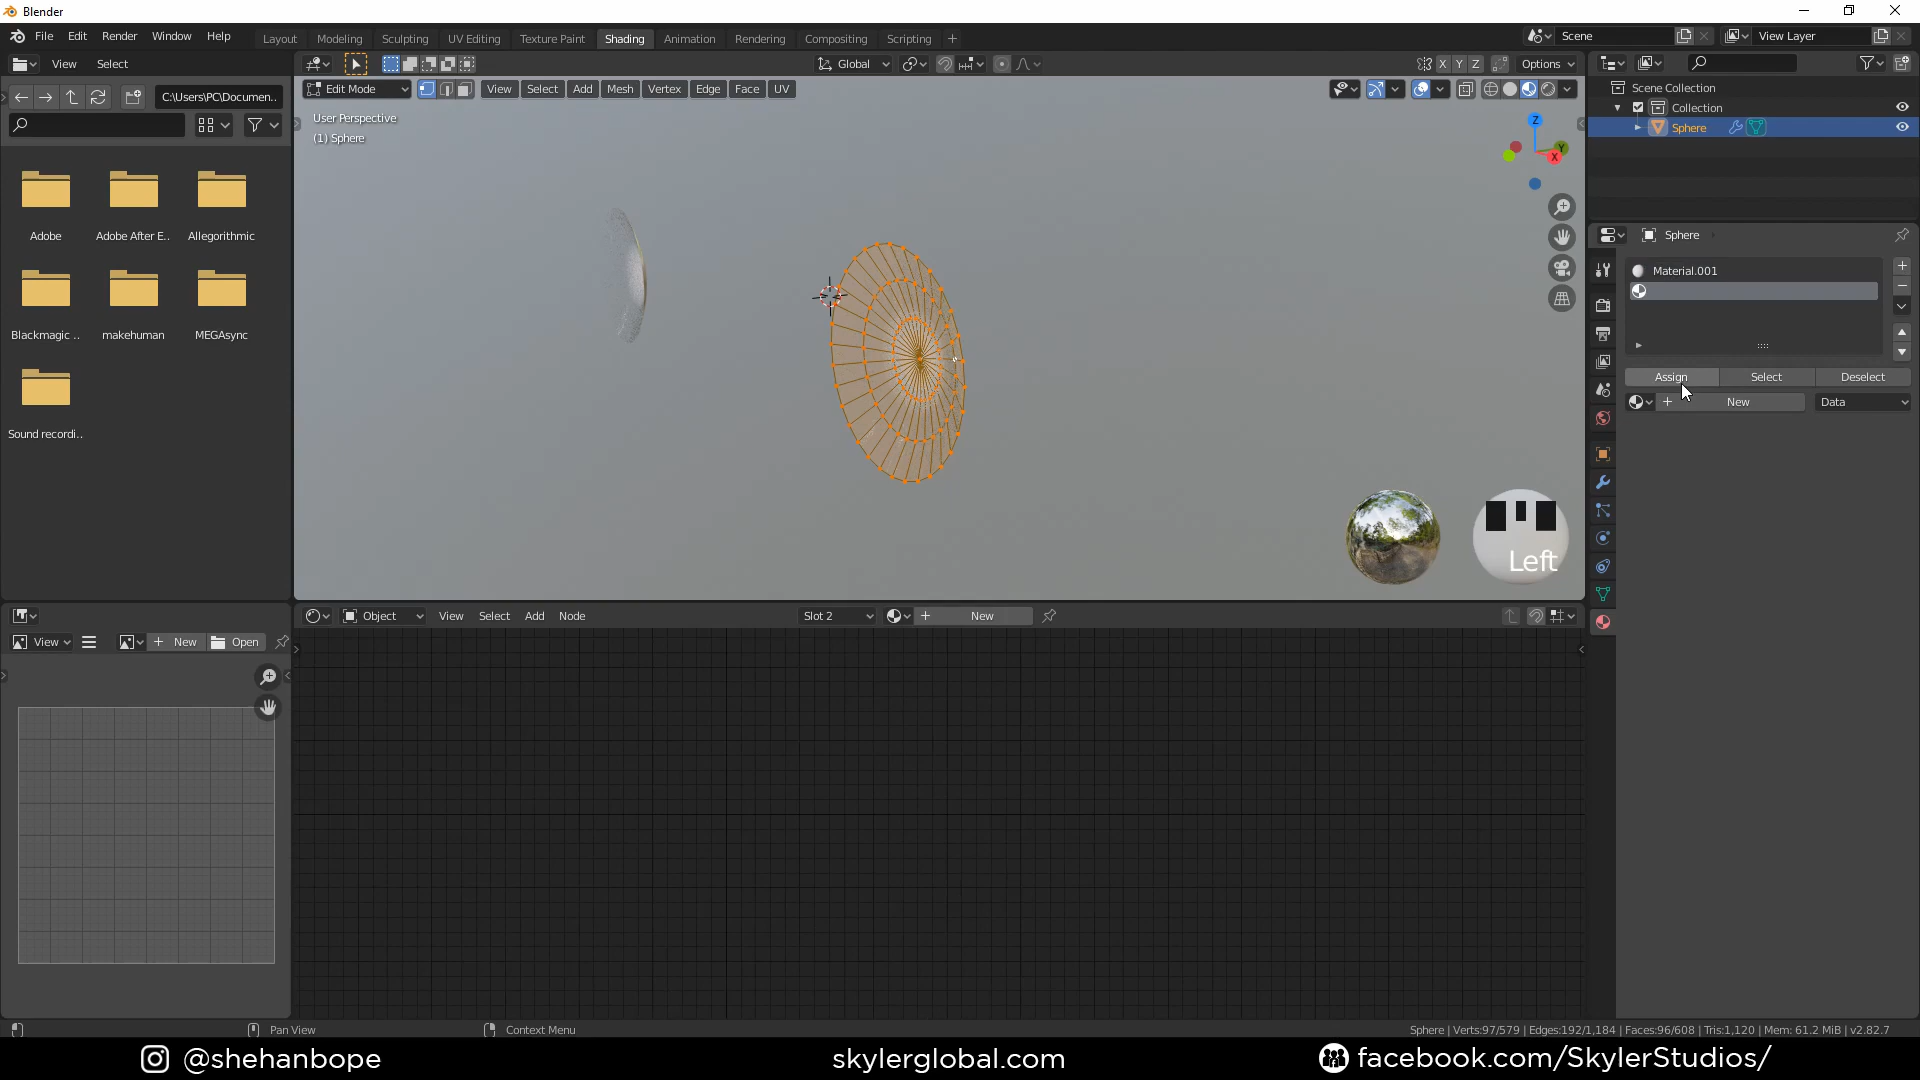 Blender
File Edit Render Window Help
Layout Modeling Sculpting UV Editing Texture Paint Shading Animation Rendering Compositing Scripting
Scene
View Layer
View Select
Global
X Y Z
Options
C:\Users\PC\Documen..
Edit Mode
View Select Add Mesh Vertex Edge Face UV
User Perspective
(1) Sphere
Z
Y
X
Adobe
Adobe After E..
Allegorithmic
Blackmagic ..
makehuman
MEGAsync
Sound recordi..
Scene Collection
Collection
Sphere
Sphere
Material.001
Assign Select Deselect
New
Data
Left
Object View Select Add Node
Slot 2
New
View
New
Open
Pan View
Context Menu
Sphere | Verts:97/579 | Edges:192/1,184 | Faces:96/608 | Tris:1,120 | Mem: 61.2 MiB | v2.82.7
@shehanbope
skylerglobal.com
facebook.com/SkylerStudios/